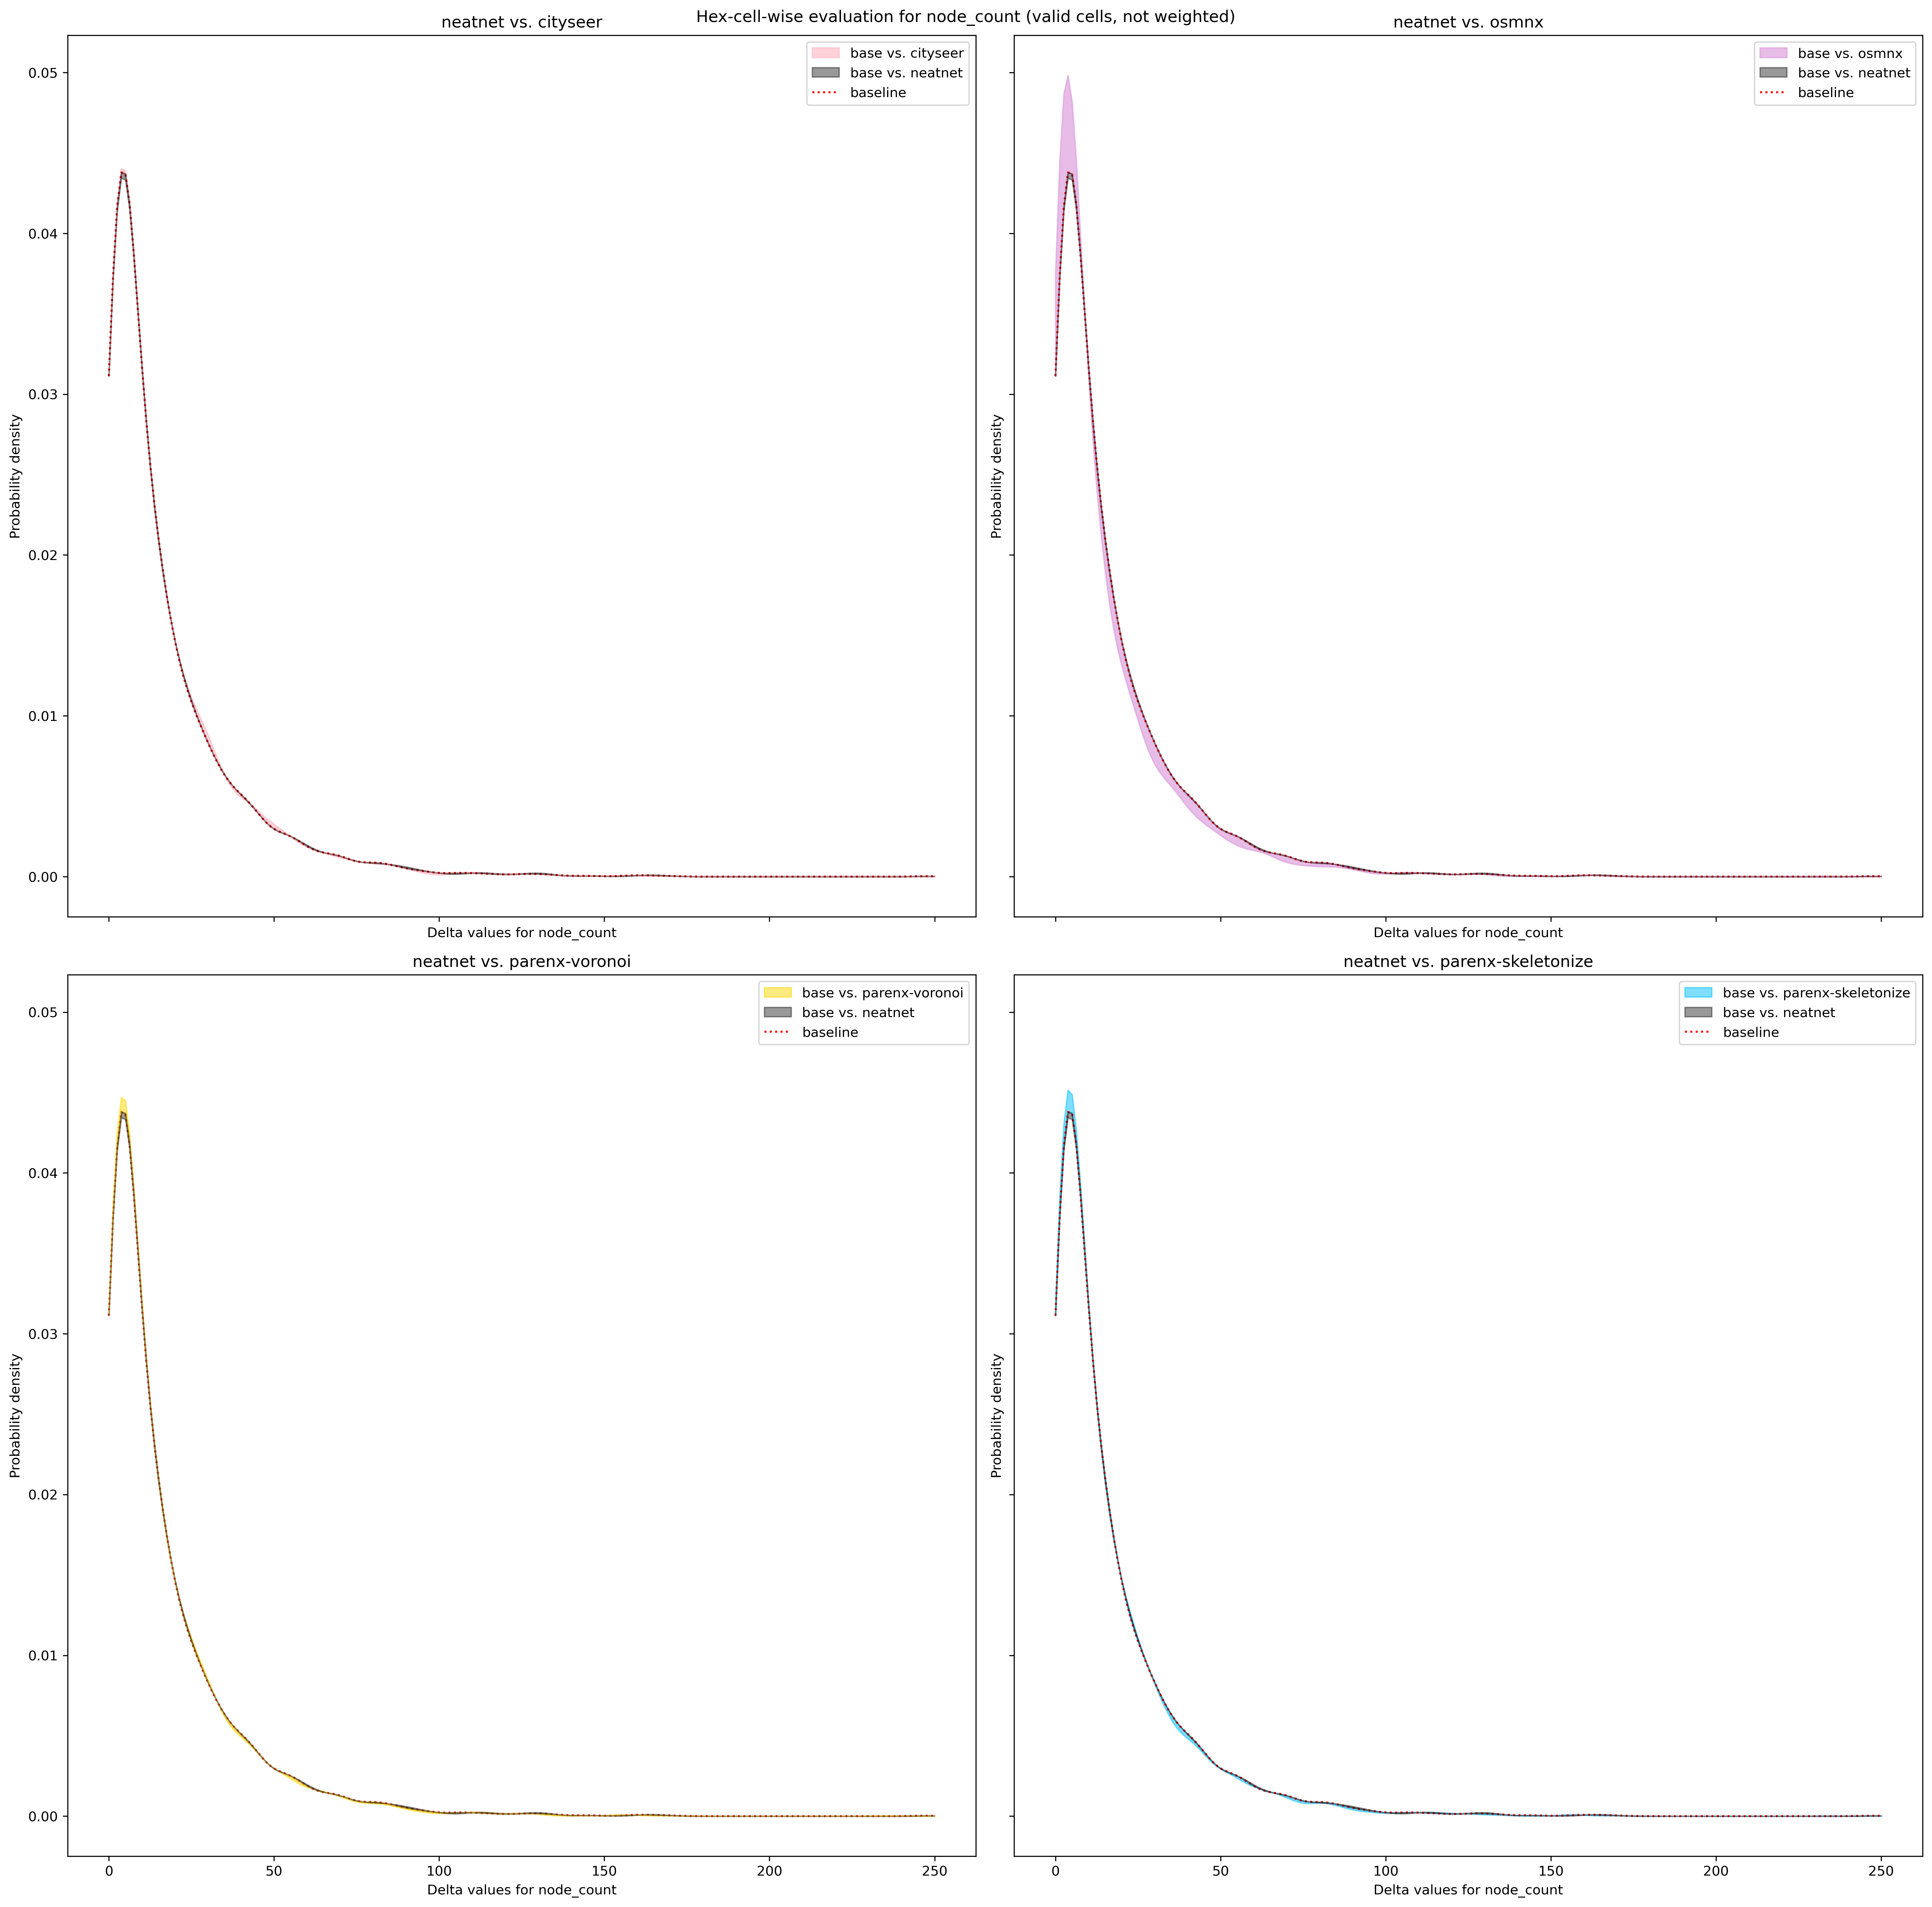 Hex-cell-wise evaluation for node_count (valid cells, not weighted)
neatnet vs. cityseer
base vs. cityseer
base vs. neatnet
baseline
0.05
0.04
0.03
0.02
0.01
0.00
Probability density
Delta values for node_count
neatnet vs. osmnx
base vs. osmnx
base vs. neatnet
baseline
Probability density
Delta values for node_count
neatnet vs. parenx-voronoi
base vs. parenx-voronoi
base vs. neatnet
baseline
0.05
0.04
0.03
0.02
0.01
0.00
Probability density
0 50 100 150 200 250
Delta values for node_count
neatnet vs. parenx-skeletonize
base vs. parenx-skeletonize
base vs. neatnet
baseline
Probability density
0 50 100 150 200 250
Delta values for node_count